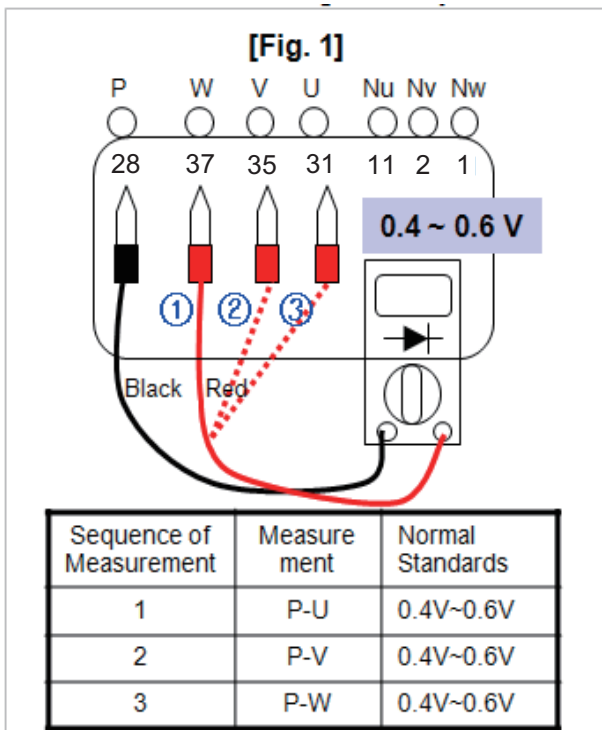 [Fig. 1]
P W V U Nu Nv Nw
28 37 35 31 11 2 1
0.4 ~ 0.6 V
① ② ③
Black Red
Sequence of Measurement Measure ment Normal Standards
1 P-U 0.4V~0.6V
2 P-V 0.4V~0.6V
3 P-W 0.4V~0.6V